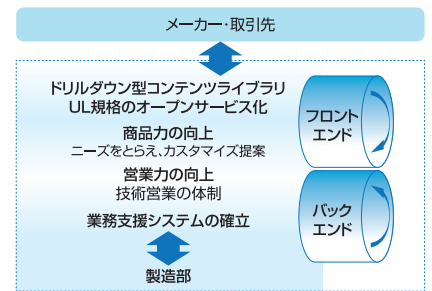 メーカー・取引先
ドリルダウン型コンテンツライブラリ
UL規格のオープンサービス化
商品力の向上
ニーズをとらえ、カスタマイズ提案
営業力の向上
技術営業の体制
業務支援システムの確立
製造部
フロント
エンド
バック
エンド